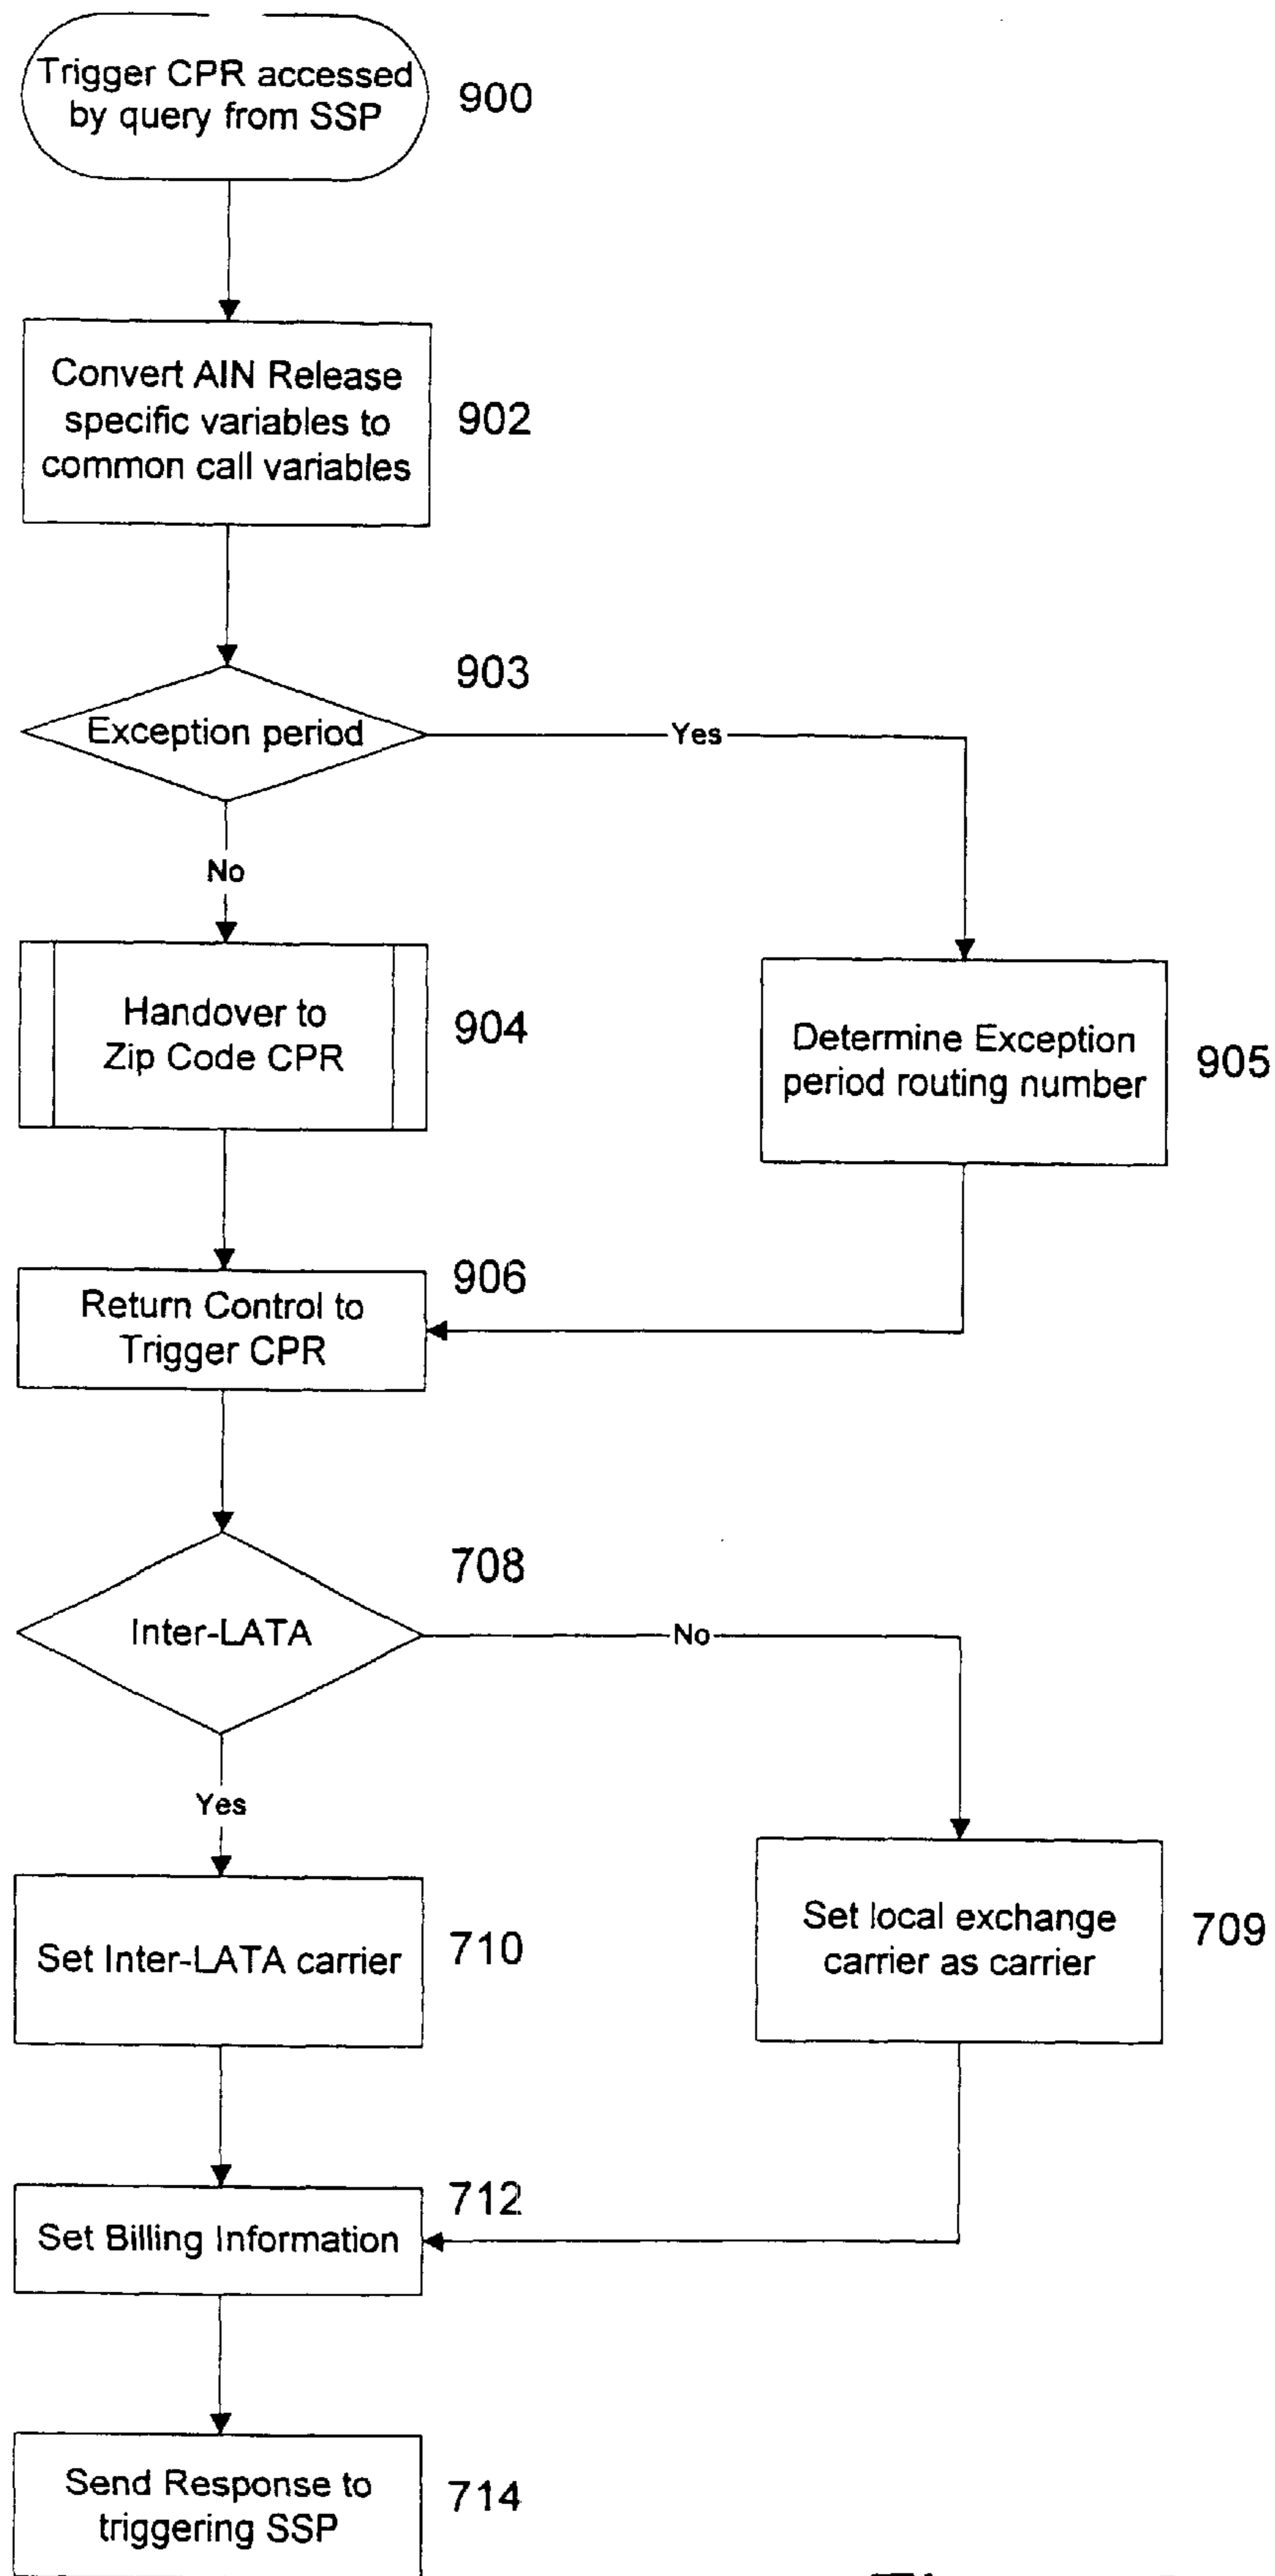 Trigger CPR accessed
by query from SSP
900
Convert AIN Release
specific variables to
common call variables
902
903
Exception period
Yes
No
Handover to
Zip Code CPR
904
Determine Exception
period routing number
905
906
Return Control to
Trigger CPR
708
Inter-LATA
No
Yes
Set Inter-LATA carrier
710
Set local exchange
carrier as carrier
709
712
Set Billing Information
Send Response to
triggering SSP
714